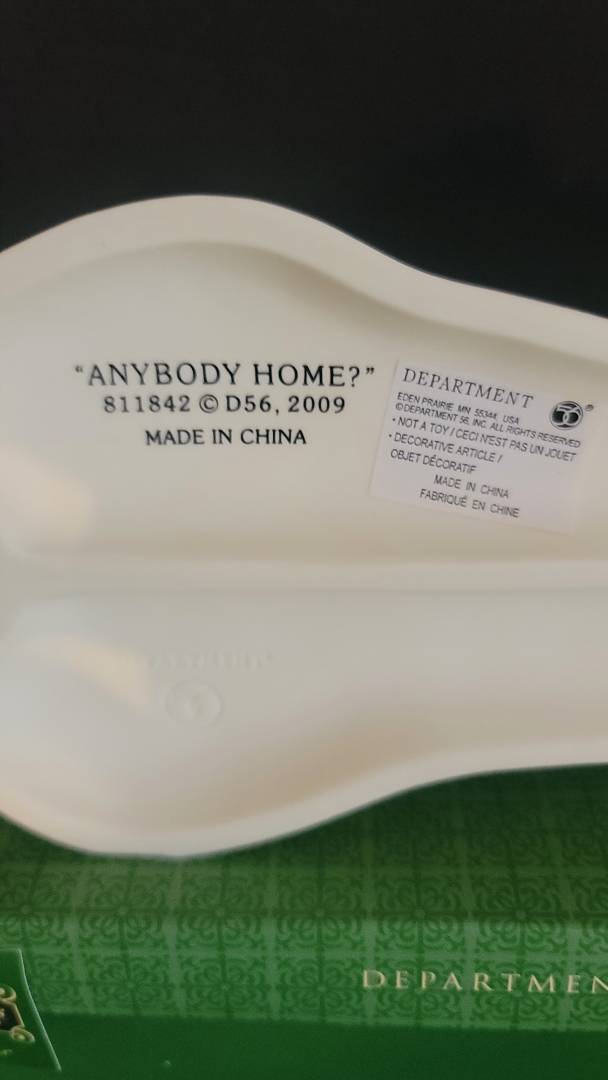 "ANYBODY HOME?"
811842 © D56, 2009
MADE IN CHINA
DEPARTMENT 56 ®
EDEN PRAIRIE MN 55344, USA
© DEPARTMENT 56, INC. ALL RIGHTS RESERVED
• NOT A TOY / CECI N'EST PAS UN JOUET
• DECORATIVE ARTICLE /
OBJET DÉCORATIF
MADE IN CHINA
FABRIQUÉ EN CHINE
DEPARTMEN